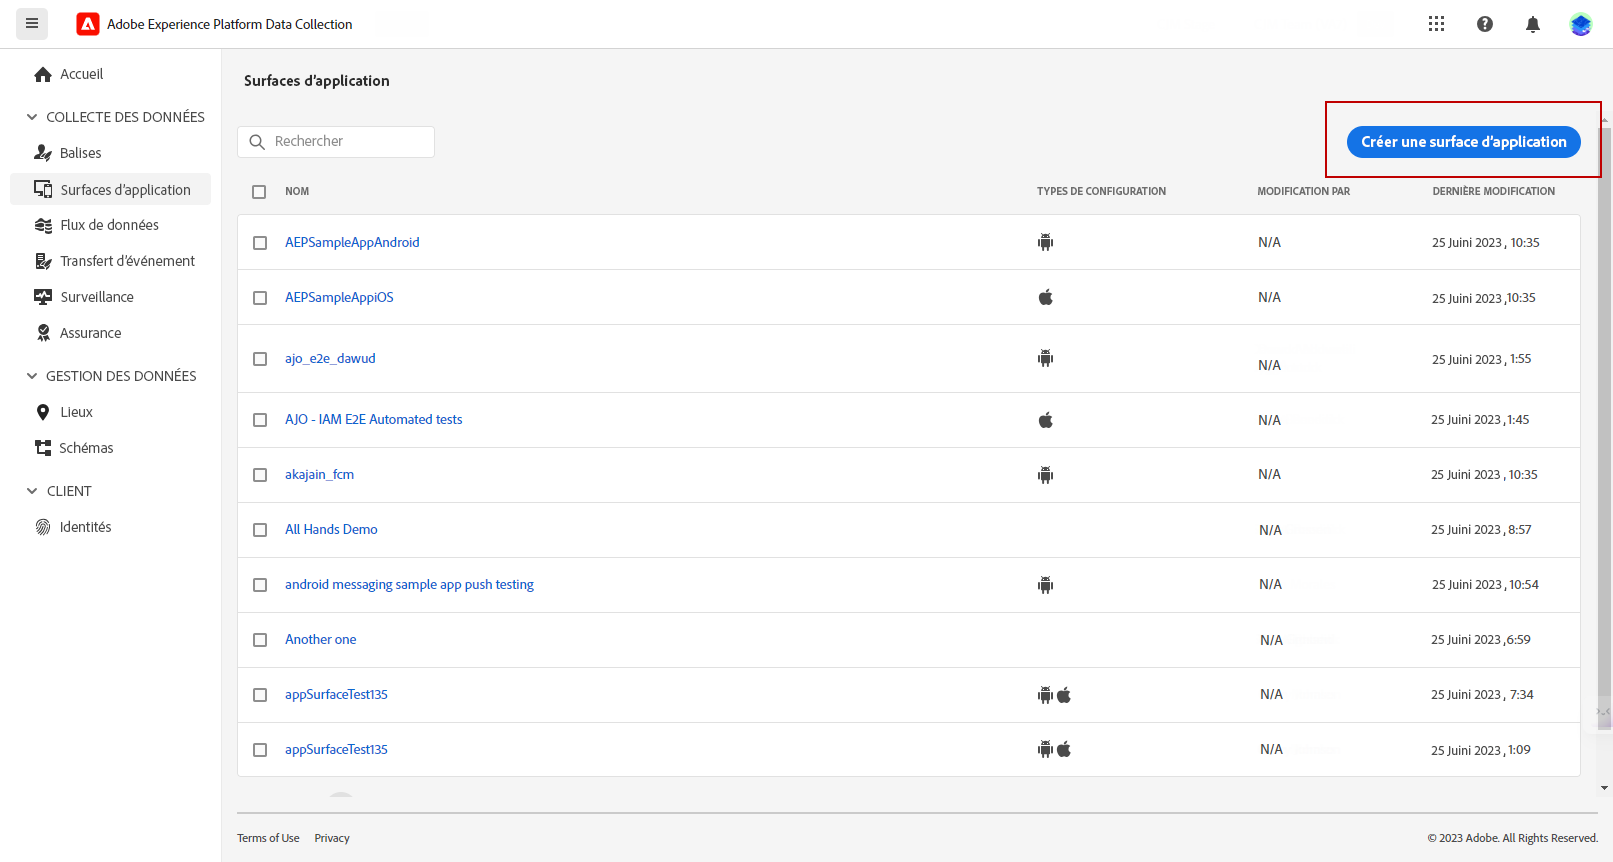 Adobe Experience Platform Data Collection
Accueil
COLLECTE DES DONNÉES
Balises
Surfaces d’application
Flux de données
Transfert d’événement
Surveillance
Assurance
GESTION DES DONNÉES
Lieux
Schémas
CLIENT
Identités
Surfaces d’application
Rechercher
Créer une surface d’application
NOM TYPES DE CONFIGURATION MODIFICATION PAR DERNIÈRE MODIFICATION
AEPSampleAppAndroid N/A 25 Juini 2023 , 10:35
AEPSampleAppiOS N/A 25 Juini 2023 ,10:35
ajo_e2e_dawud N/A 25 Juini 2023 , 1:55
AJO - IAM E2E Automated tests N/A 25 Juini 2023 ,1:45
akajain_fcm N/A 25 Juini 2023 , 10:35
All Hands Demo N/A 25 Juini 2023 , 8:57
android messaging sample app push testing N/A 25 Juini 2023 ,10:54
Another one N/A 25 Juini 2023 ,6:59
appSurfaceTest135 N/A 25 Juini 2023 , 7:34
appSurfaceTest135 N/A 25 Juini 2023 , 1:09
Terms of Use Privacy © 2023 Adobe. All Rights Reserved.